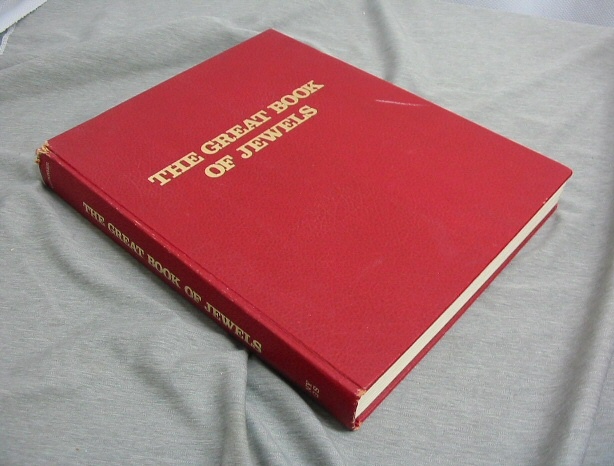 THE GREAT BOOK
OF JEWELS
THE GREAT BOOK OF JEWELS